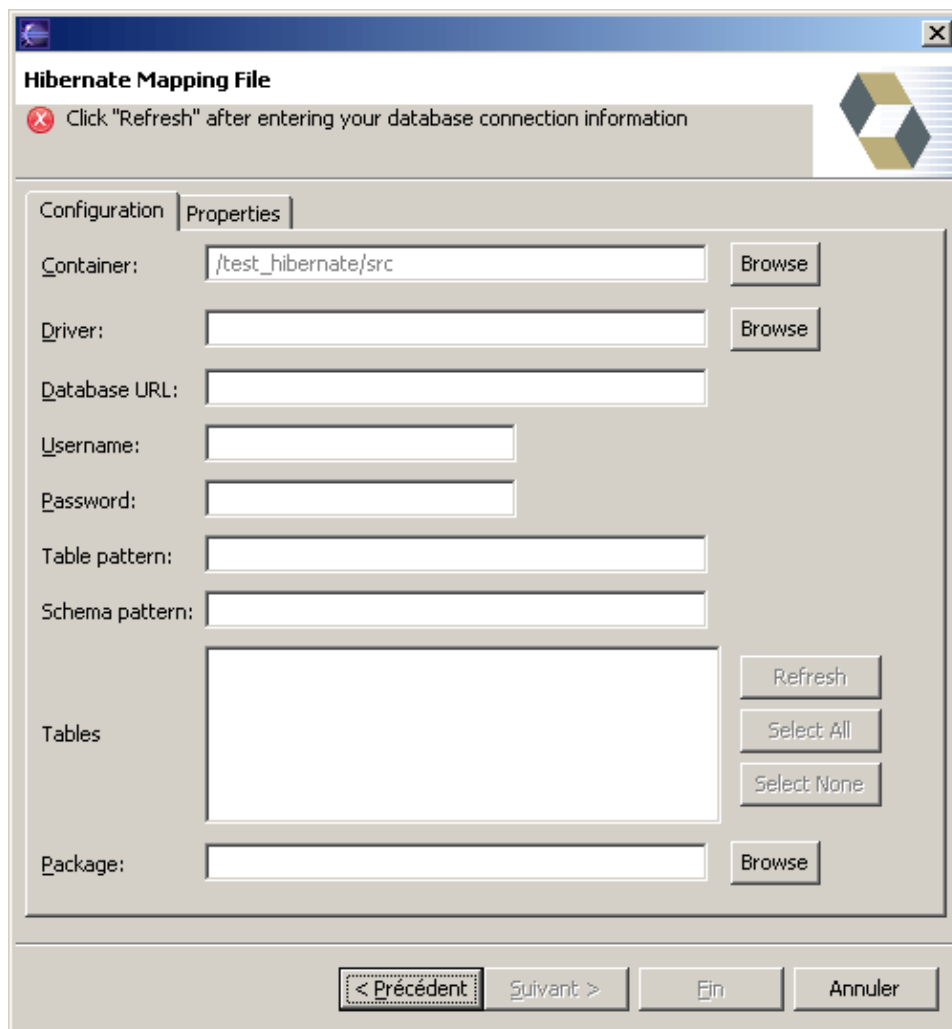 Hibernate Mapping File
Click "Refresh" after entering your database connection information
Configuration Properties
Container: /test_hibernate/src Browse
Driver: Browse
Database URL:
Username:
Password:
Table pattern:
Schema pattern:
Tables
Refresh
Select All
Select None
Package: Browse
< Précédent Suivant > Fin Annuler